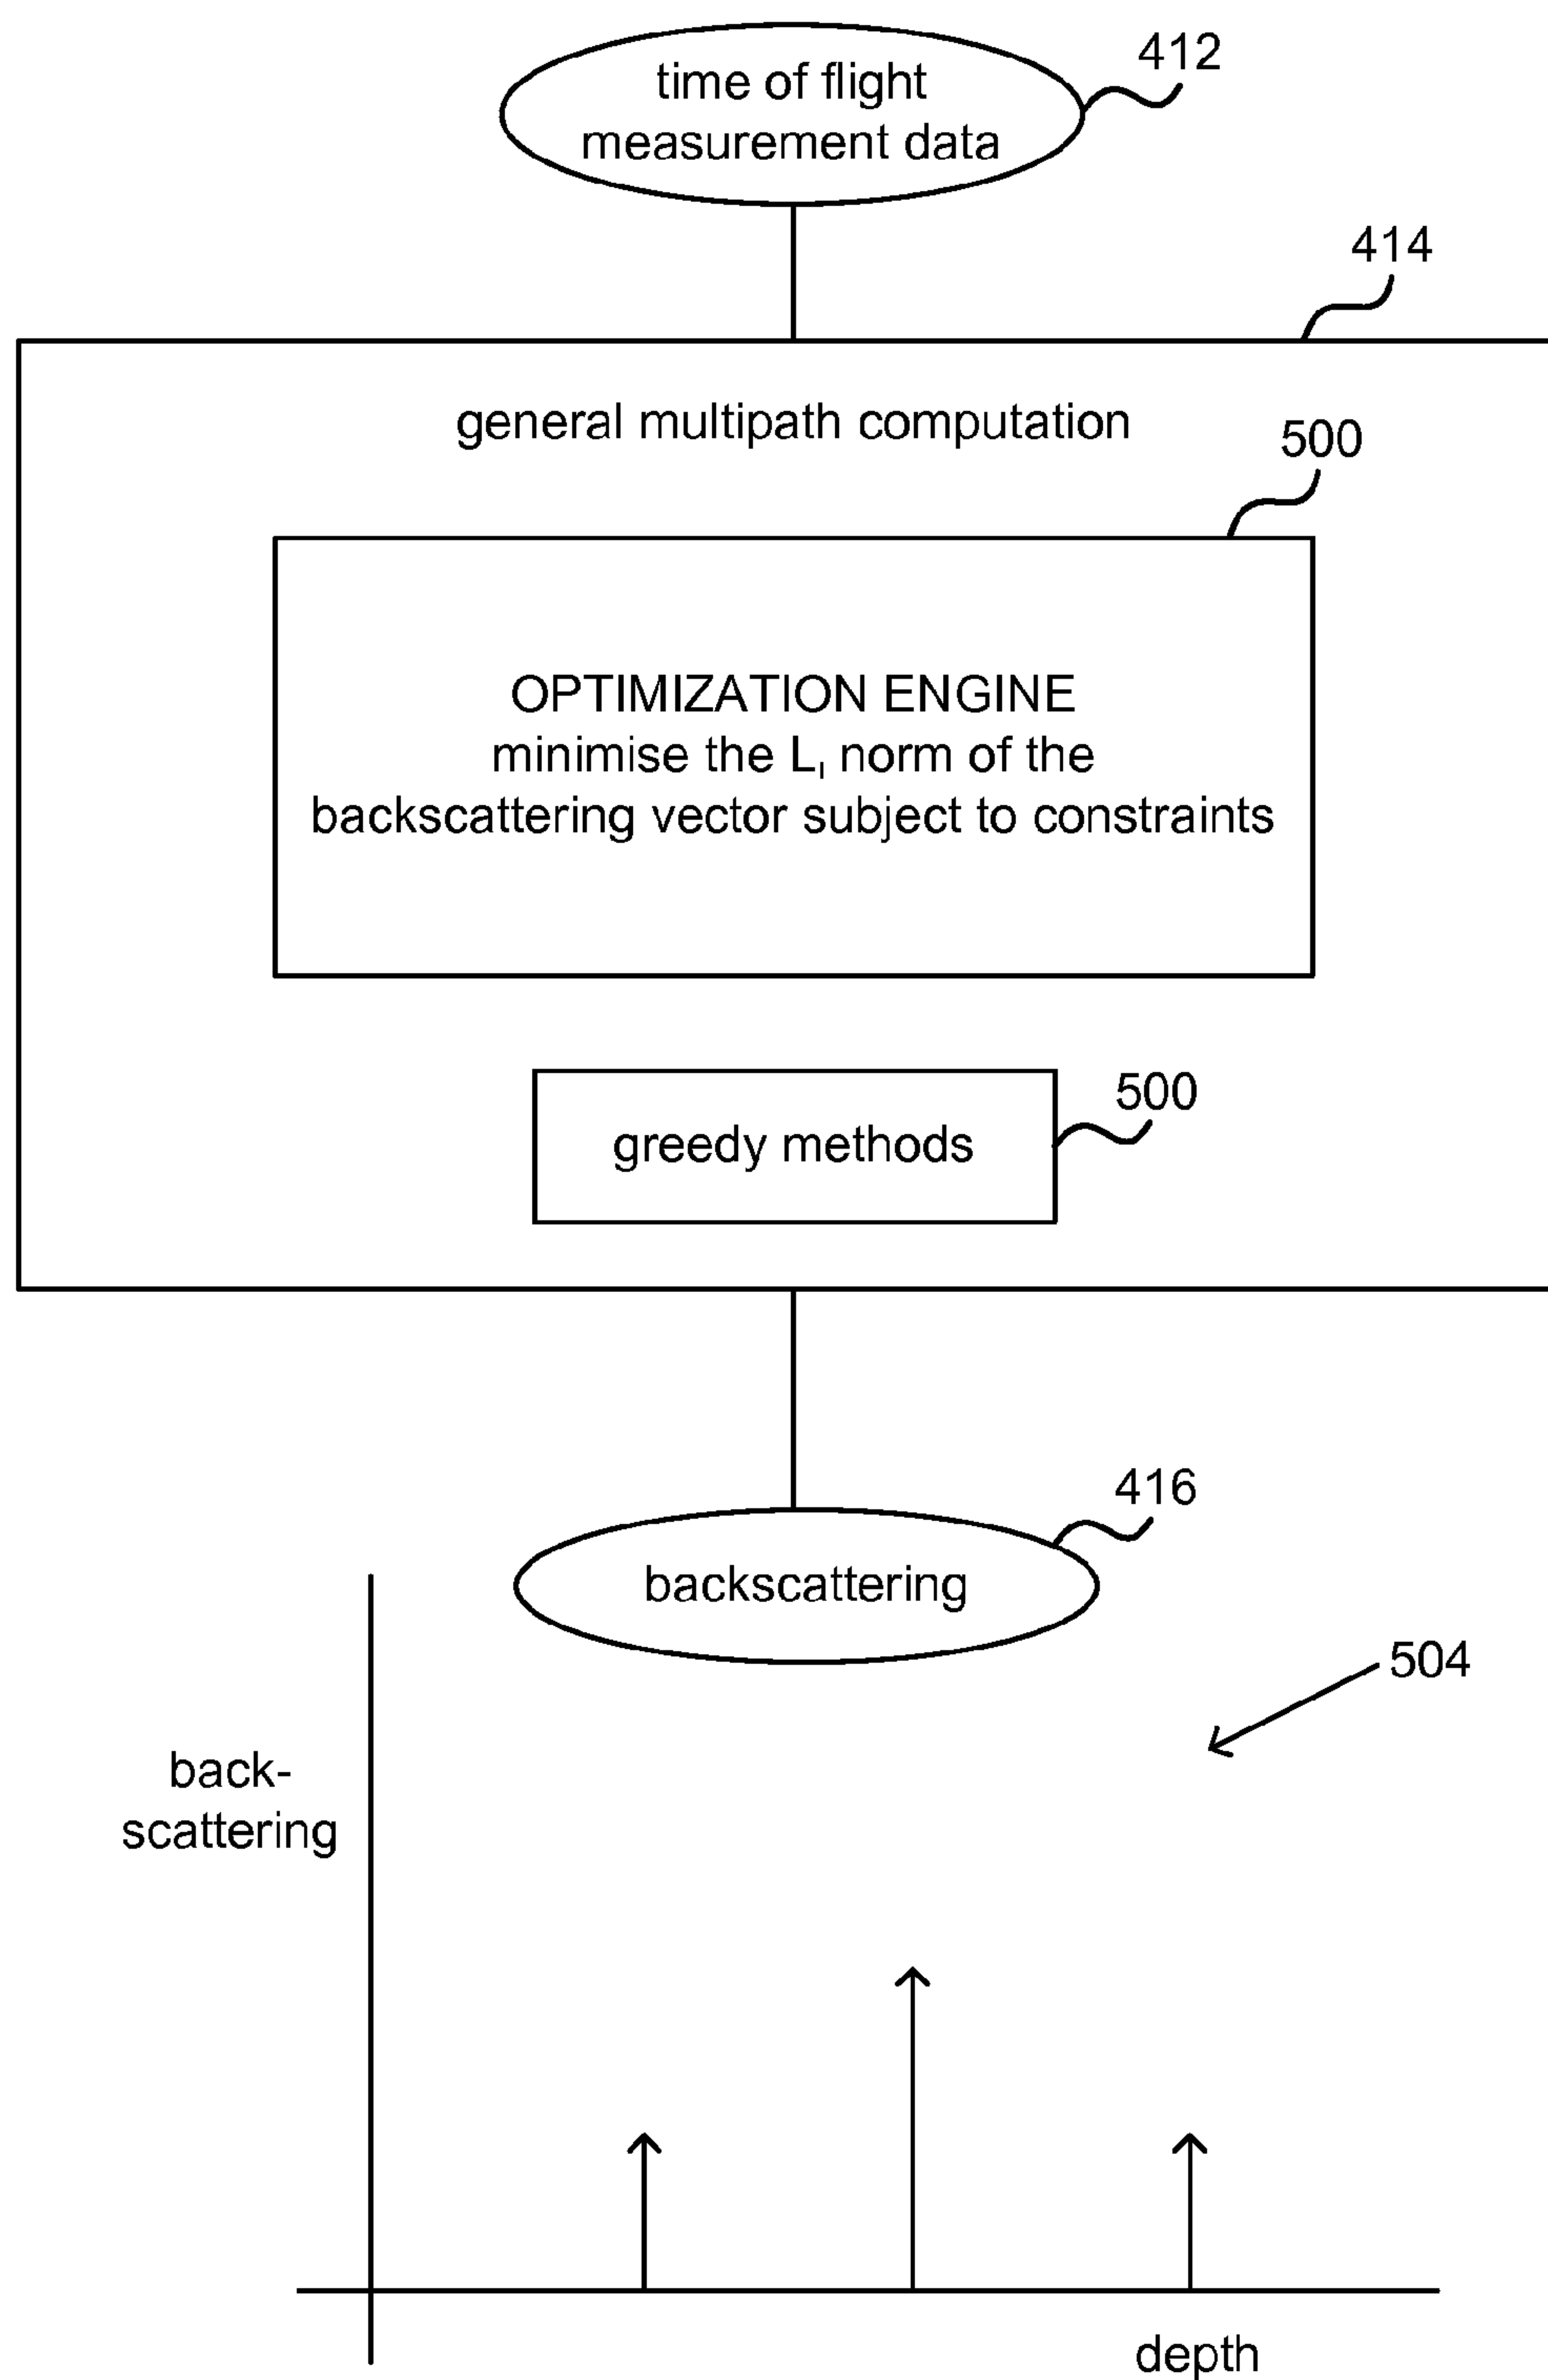 412
time of flight
measurement data
414
general multipath computation
500
OPTIMIZATION ENGINE
minimise the L_I norm of the
backscattering vector subject to constraints
500
greedy methods
416
backscattering
504
back-
scattering
depth